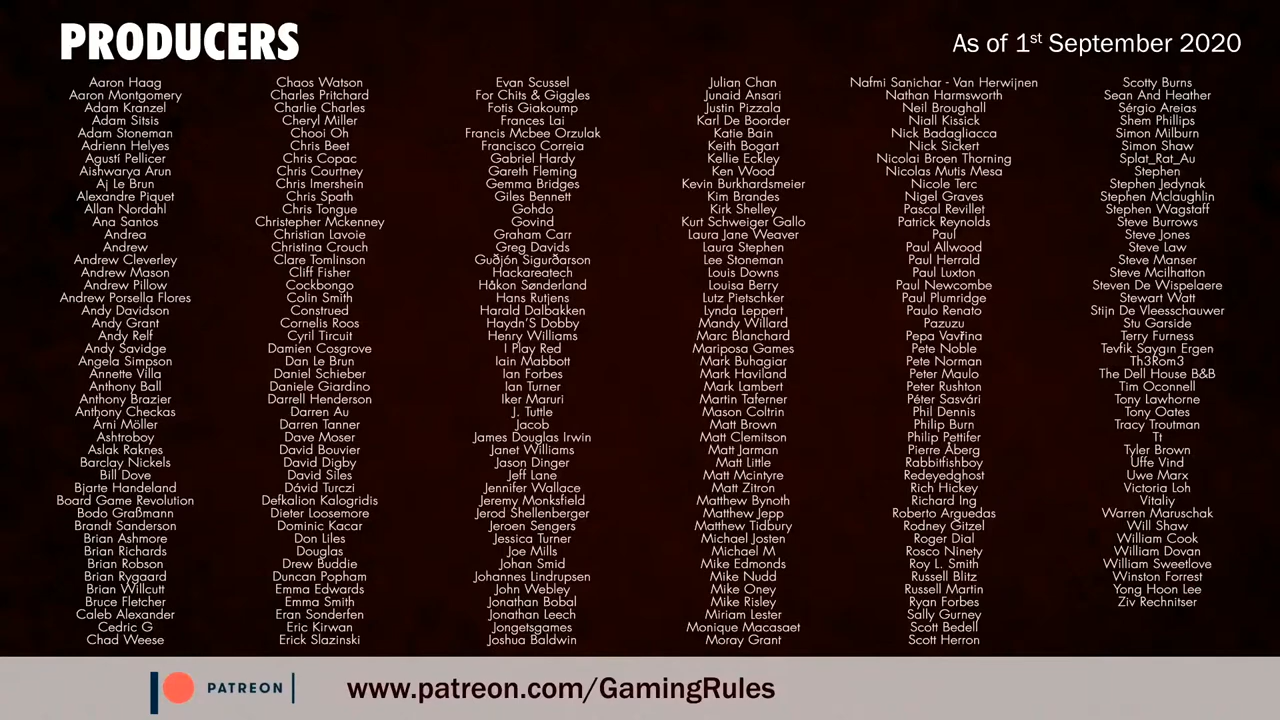 PRODUCERS
As of 1st September 2020
Aaron Haag
Aaron Montgomery
Adam Kranzel
Adam Sitsis
Adam Stoneman
Adrienn Helyes
Agustí Pellicer
Aishwarya Arun
Aj Le Brun
Alexandre Piquet
Allan Nordahl
Ana Santos
Andrea
Andrew
Andrew Cleverley
Andrew Mason
Andrew Pillow
Andrew Porsella Flores
Andy Davidson
Andy Grant
Andy Relf
Andy Savidge
Angela Simpson
Annette Villa
Anthony Ball
Anthony Brazier
Anthony Checkas
Arni Möller
Ashtroboy
Aslak Raknes
Barclay Nickels
Bill Dove
Bjarte Handeland
Board Game Revolution
Bodo Graßmann
Brandt Sanderson
Brian Ashmore
Brian Richards
Brian Robson
Brian Rygaard
Brian Willcutt
Bruce Fletcher
Caleb Alexander
Cedric G
Chad Weese
Chaos Watson
Charles Pritchard
Charlie Charles
Cheryl Miller
Chooi Oh
Chris Beet
Chris Copac
Chris Courtney
Chris Imershein
Chris Spath
Chris Tongue
Christepher Mckenney
Christian Lavoie
Christina Crouch
Clare Tomlinson
Cliff Fisher
Cockbongo
Colin Smith
Construed
Cornelis Roos
Cyril Tircuit
Damien Cosgrove
Dan Le Brun
Daniel Schieber
Daniele Giardino
Darrell Henderson
Darren Au
Darren Tanner
Dave Moser
David Bouvier
David Digby
David Siles
Dávid Turczi
Defkalion Kalogridis
Dieter Loosemore
Dominic Kacar
Don Liles
Douglas
Drew Buddie
Duncan Popham
Emma Edwards
Emma Smith
Eran Sonderfen
Eric Kirwan
Erick Slazinski
Evan Scussel
For Chits & Giggles
Fotis Giakoump
Frances Lai
Francis Mcbee Orzulak
Francisco Correia
Gabriel Hardy
Gareth Fleming
Gemma Bridges
Giles Bennett
Gohdo
Govind
Graham Carr
Greg Davids
Guðjón Sigurðarson
Hackareatech
Håkon Sønderland
Hans Rutjens
Harald Dalbakken
Haydn'S Dobby
Henry Williams
I Play Red
Iain Mabbott
Ian Forbes
Ian Turner
Iker Maruri
J. Tuttle
Jacob
James Douglas Irwin
Janet Williams
Jason Dinger
Jeff Lane
Jennifer Wallace
Jeremy Monksfield
Jerod Shellenberger
Jeroen Sengers
Jessica Turner
Joe Mills
Johan Smid
Johannes Lindrupsen
John Webley
Jonathan Bobal
Jonathan Leech
Jongetsgames
Joshua Baldwin
Julian Chan
Junaid Ansari
Justin Pizzala
Karl De Boorder
Katie Bain
Keith Bogart
Kellie Eckley
Ken Wood
Kevin Burkhardsmeier
Kim Brandes
Kirk Shelley
Kurt Schweiger Gallo
Laura Jane Weaver
Laura Stephen
Lee Stoneman
Louis Downs
Louisa Berry
Lutz Pietschker
Lynda Leppert
Mandy Willard
Marc Blanchard
Mariposa Games
Mark Buhagiar
Mark Haviland
Mark Lambert
Martin Taferner
Mason Coltrin
Matt Brown
Matt Clemitson
Matt Jarman
Matt Little
Matt Mcintyre
Matt Zitron
Matthew Bynoth
Matthew Jepp
Matthew Tidbury
Michael Josten
Michael M
Mike Edmonds
Mike Nudd
Mike Oney
Mike Risley
Miriam Lester
Monique Macasaet
Moray Grant
Nafmi Sanichar - Van Herwijnen
Nathan Harmsworth
Neil Broughall
Niall Kissick
Nick Badagliacca
Nick Sickert
Nicolai Broen Thorning
Nicolas Mutis Mesa
Nicole Terc
Nigel Graves
Pascal Revillet
Patrick Reynolds
Paul
Paul Allwood
Paul Herrald
Paul Luxton
Paul Newcombe
Paul Plumridge
Paulo Renato
Pazuzu
Pepa Vavřina
Pete Noble
Pete Norman
Peter Maulo
Peter Rushton
Péter Sasvári
Phil Dennis
Philip Burn
Philip Pettifer
Pierre Aberg
Rabbitfishboy
Redeyedghost
Rich Hickey
Richard Ing
Roberto Arguedas
Rodney Gitzel
Roger Dial
Rosco Ninety
Roy L. Smith
Russell Blitz
Russell Martin
Ryan Forbes
Sally Gurney
Scott Bedell
Scott Herron
Scotty Burns
Sean And Heather
Sérgio Areias
Shem Phillips
Simon Milburn
Simon Shaw
Splat_Rat_Au
Stephen
Stephen Jedynak
Stephen Mclaughlin
Stephen Wagstaff
Steve Burrows
Steve Jones
Steve Law
Steve Manser
Steve Mcilhatton
Steven De Wispelaere
Stewart Watt
Stijn De Vleesschauwer
Stu Garside
Terry Furness
Tevfik Saygın Ergen
Th3Rom3
The Dell House B&B
Tim Oconnell
Tony Lawhorne
Tony Oates
Tracy Troutman
Tt
Tyler Brown
Uffe Vind
Uwe Marx
Victoria Loh
Vitaliy
Warren Maruschak
Will Shaw
William Cook
William Dovan
William Sweetlove
Winston Forrest
Yong Hoon Lee
Ziv Rechnitser
PATREON
www.patreon.com/GamingRules